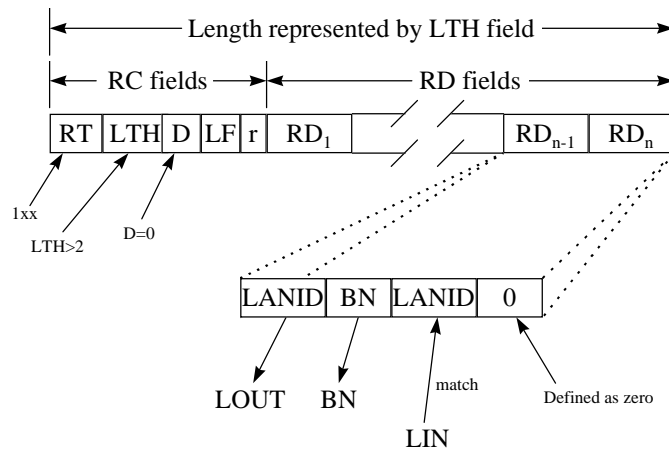 Length represented by LTH field
RC fields RD fields
RT LTH D LF r RD1 RDn-1 RDn
1xx
LTH>2
D=0
LANID BN LANID 0
match
LOUT BN Defined as zero
LIN